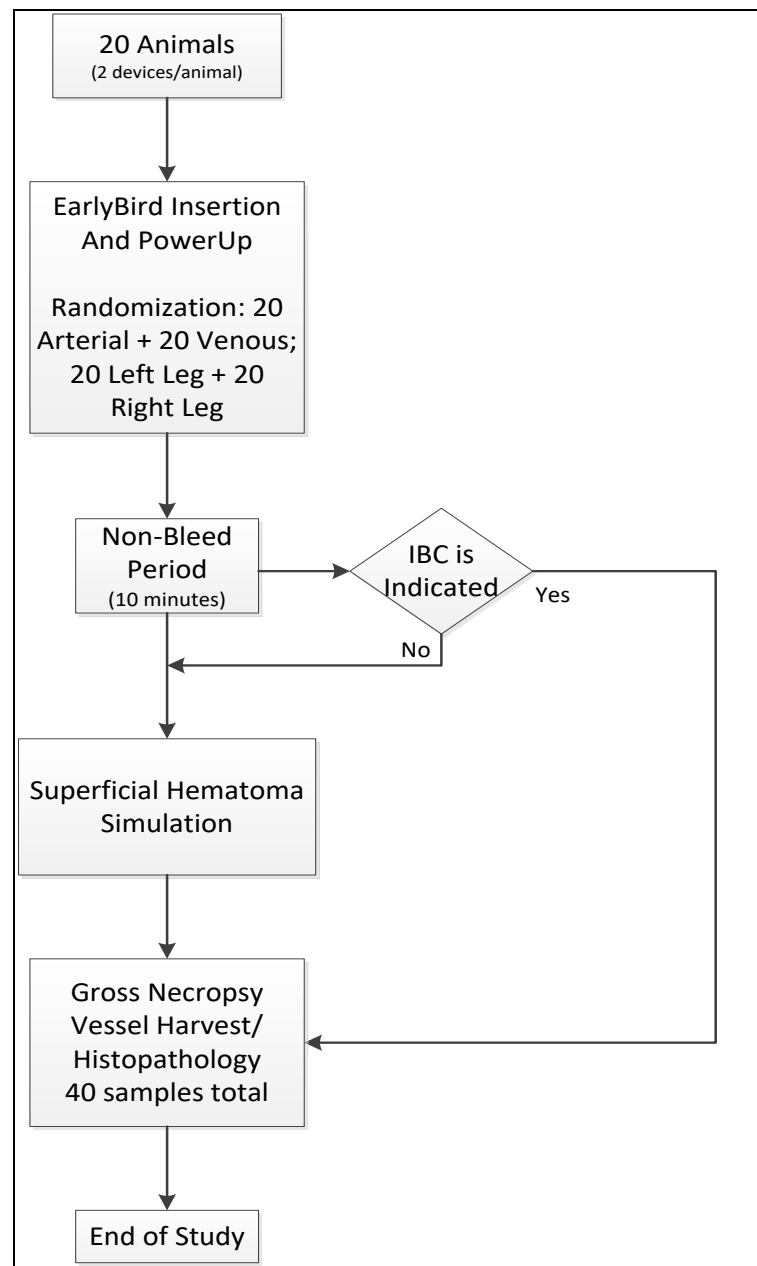 20 Animals
(2 devices/animal)
EarlyBird Insertion
And PowerUp
Randomization: 20
Arterial + 20 Venous;
20 Left Leg + 20
Right Leg
Non-Bleed
Period
(10 minutes)
IBC is
Indicated
Yes
No
Superficial Hematoma
Simulation
Gross Necropsy
Vessel Harvest/
Histopathology
40 samples total
End of Study